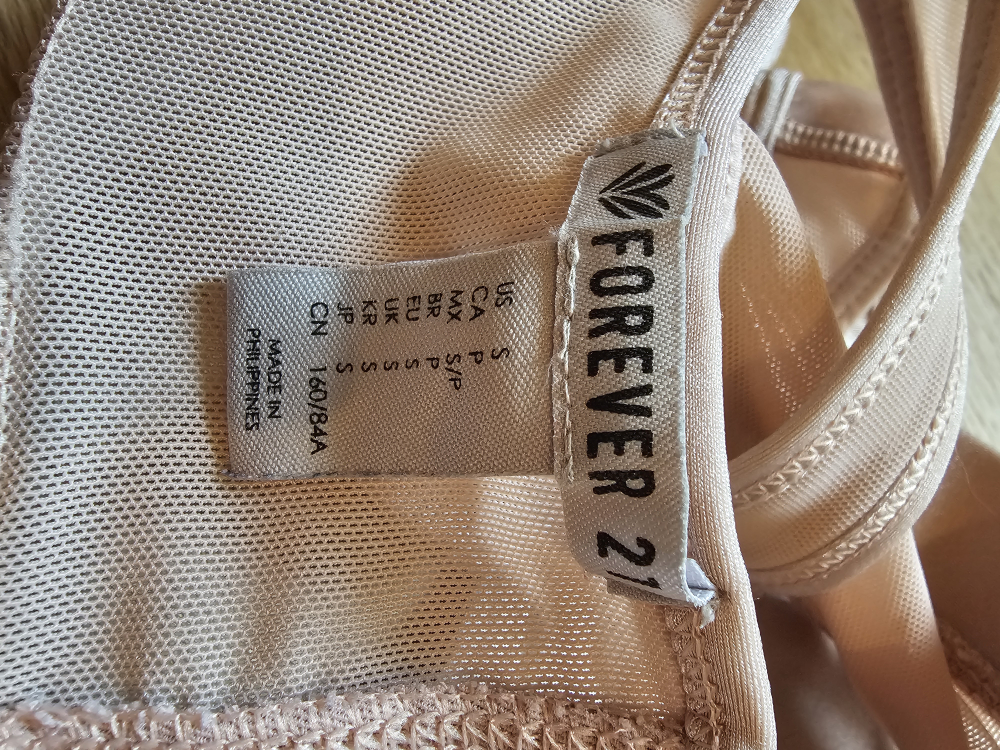 FOREVER 21
US S
CA P
MX S/P
BR P
EU S
UK S
KR S
JP S
CN 160/84A
MADE IN
PHILIPPINES